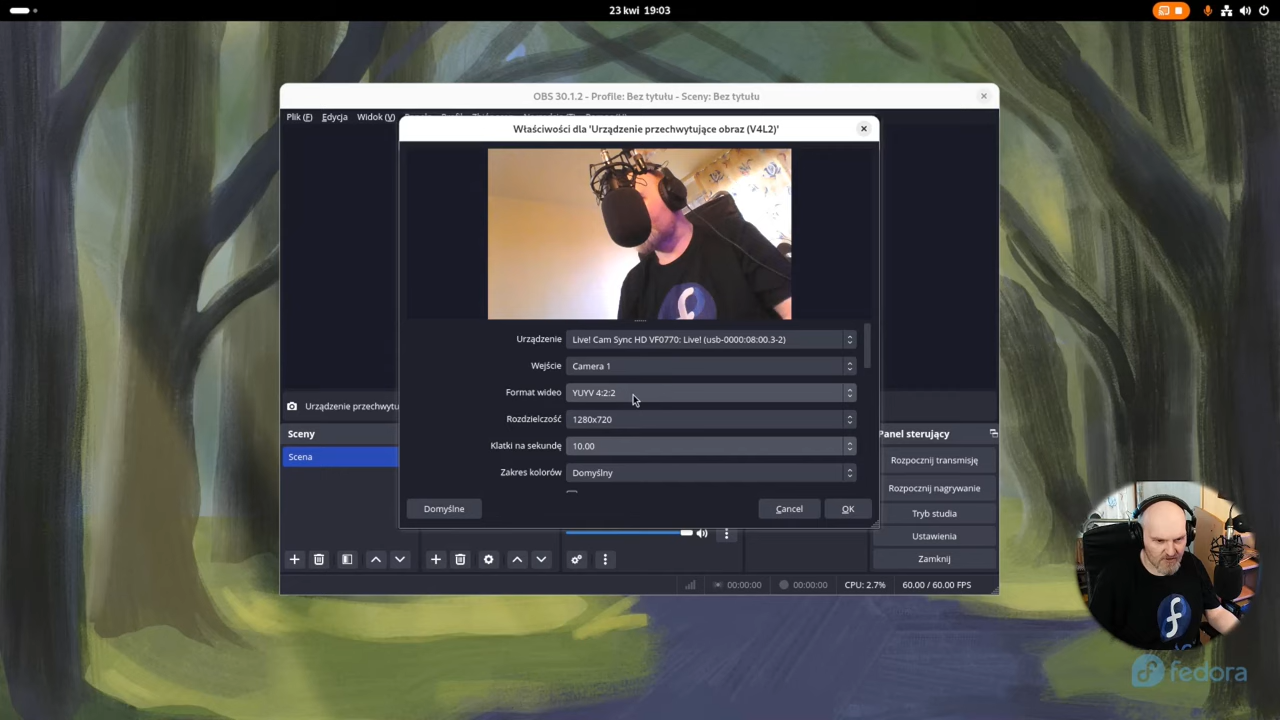 23 kwi 19:03
OBS 30.1.2 - Profile: Bez tytułu - Sceny: Bez tytułu
Plik (F) Edycja Widok (V)
Właściwości dla 'Urządzenie przechwytujące obraz (V4L2)'
Urządzenie Live! Cam Sync HD VF0770: Live! (usb-0000:08:00.3-2)
Wejście Camera 1
Format wideo YUYV 4:2:2
Rozdzielczość 1280x720
Klatki na sekundę 10.00
Zakres kolorów Domyślny
Domyślne Cancel OK
Urządzenie przechwytu
Sceny
Scena
Panel sterujący
Rozpocznij transmisję
Rozpocznij nagrywanie
Tryb studia
Ustawienia
Zamknij
00:00:00 00:00:00 CPU: 2.7% 60.00 / 60.00 FPS
fedora